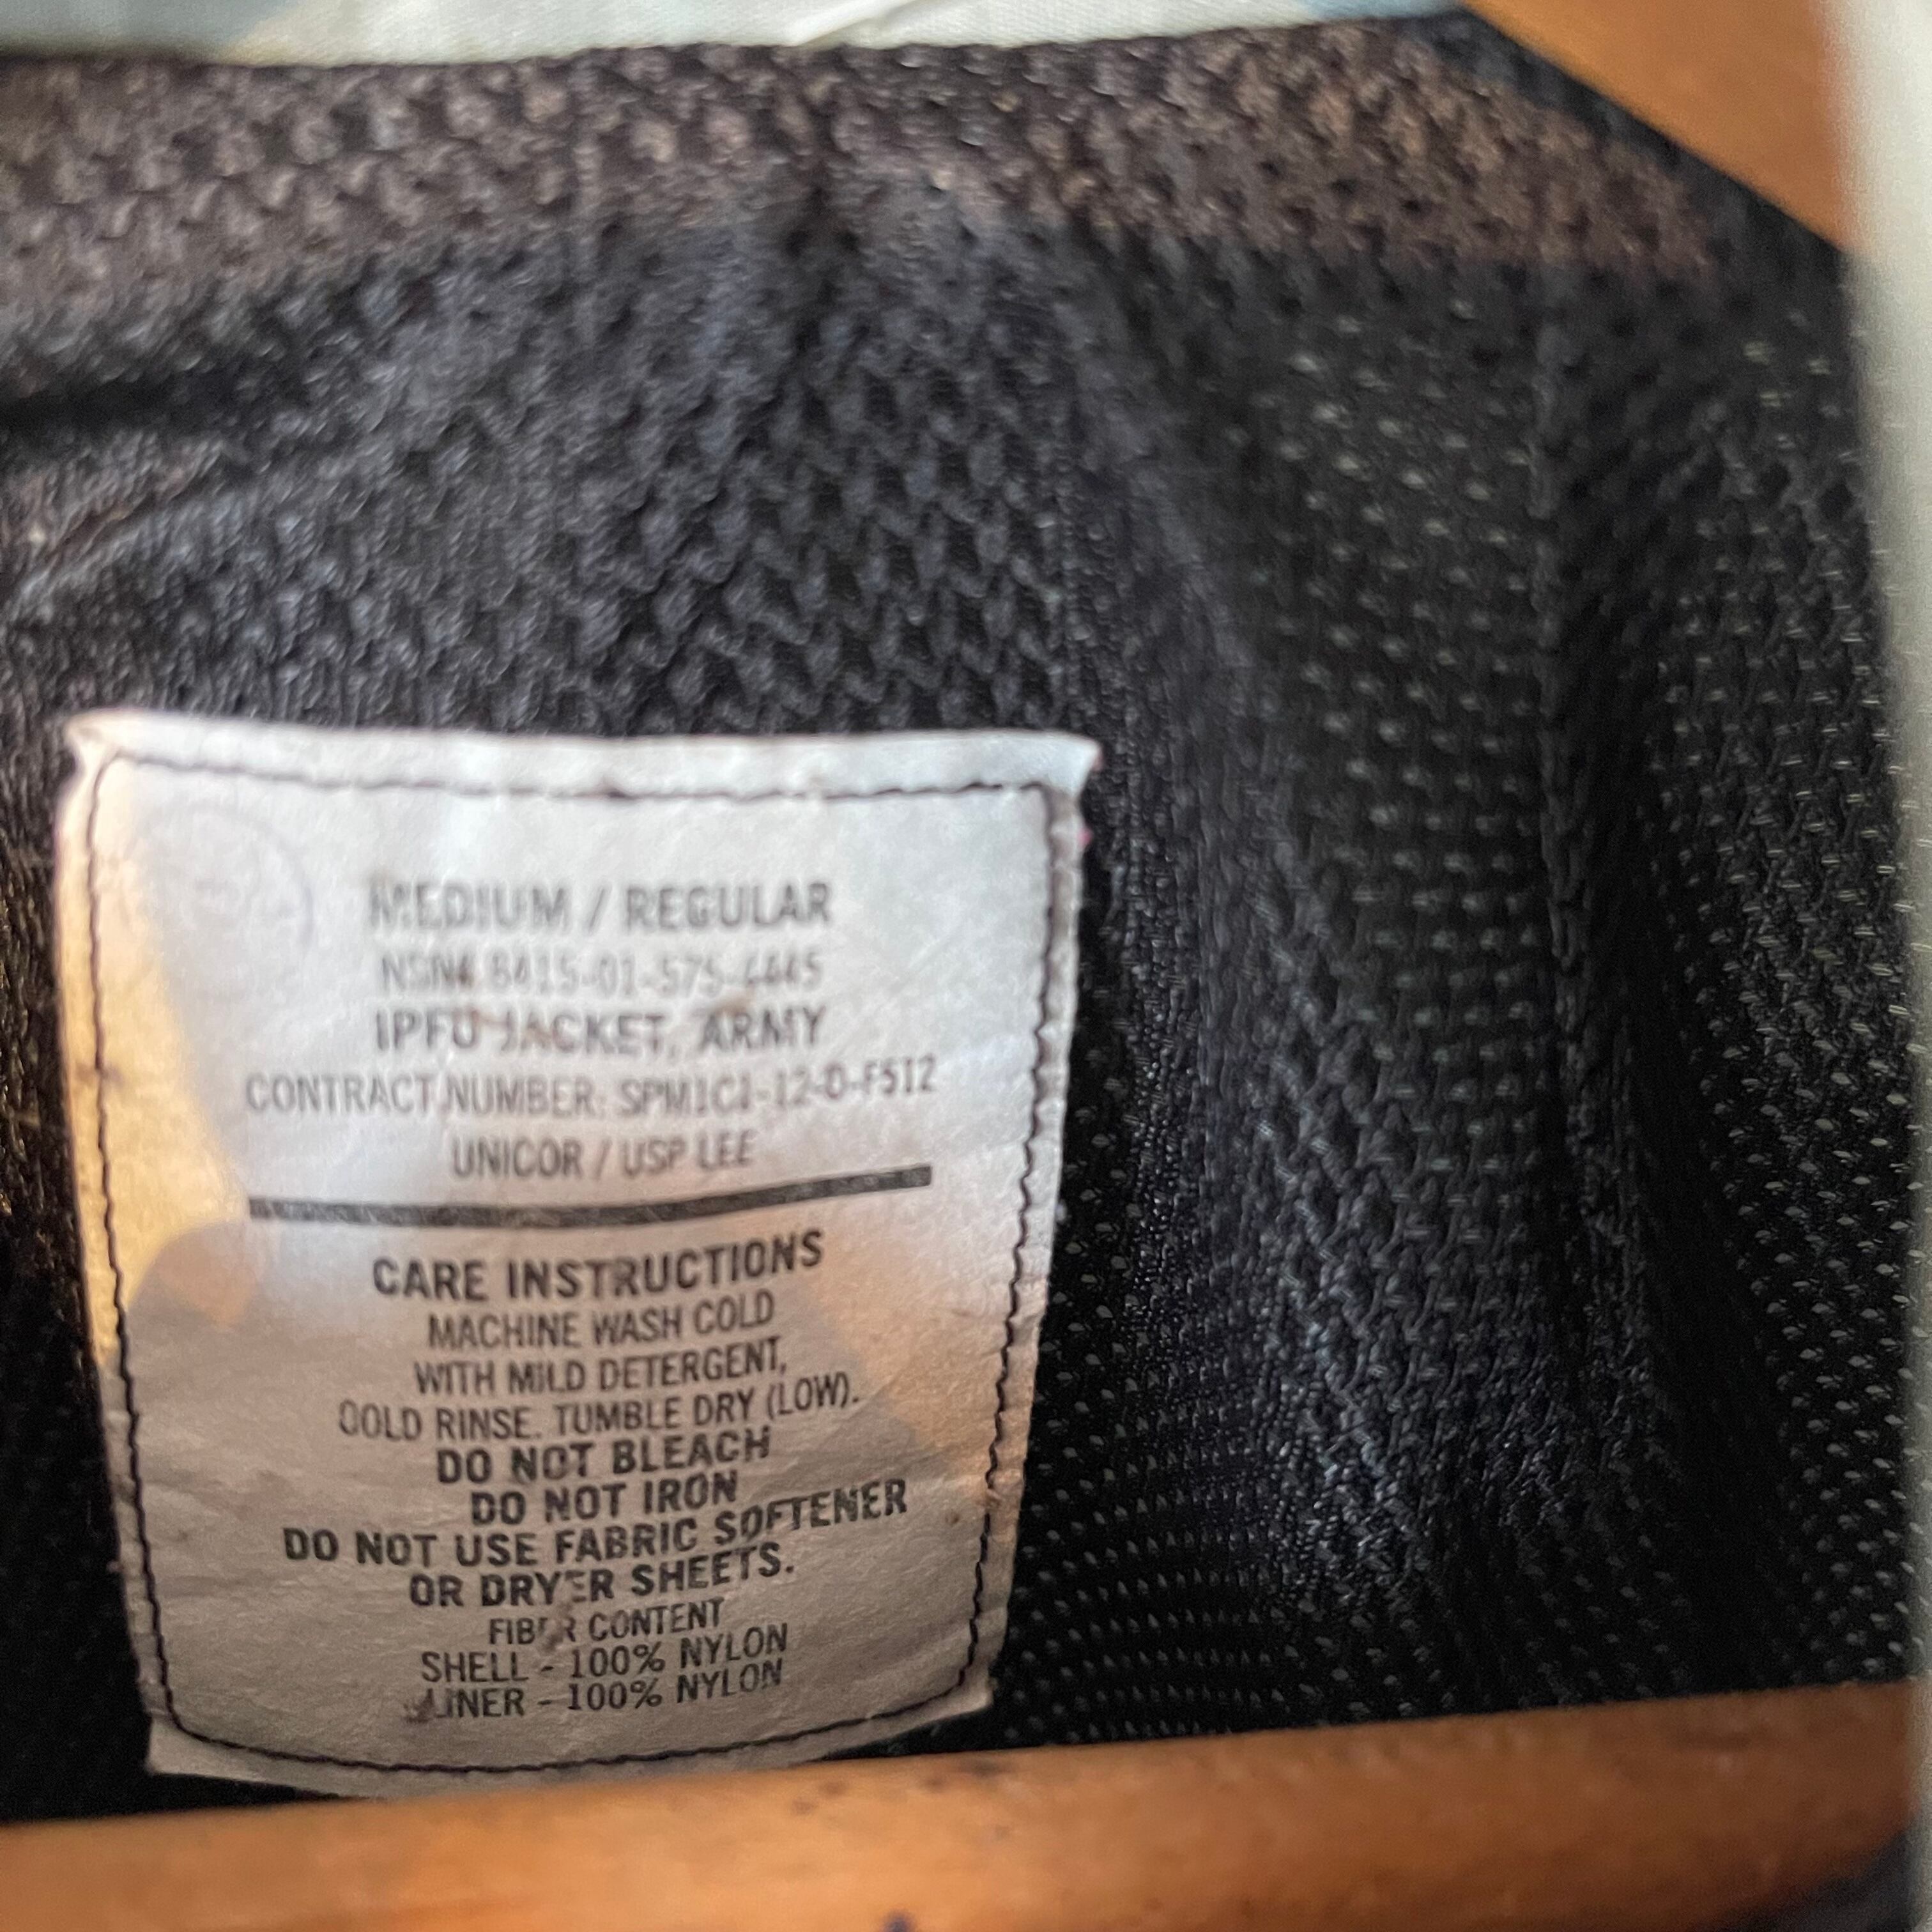 MEDIUM / REGULAR
NSN# 8415-01-575-4445
IPFU JACKET, ARMY
CONTRACT NUMBER: SPM1C1-12-D-F512
UNICOR / USP LEE
CARE INSTRUCTIONS
MACHINE WASH COLD
WITH MILD DETERGENT,
COLD RINSE. TUMBLE DRY (LOW).
DO NOT BLEACH
DO NOT IRON
DO NOT USE FABRIC SOFTENER
OR DRYER SHEETS.
FIBER CONTENT
SHELL - 100% NYLON
LINER - 100% NYLON